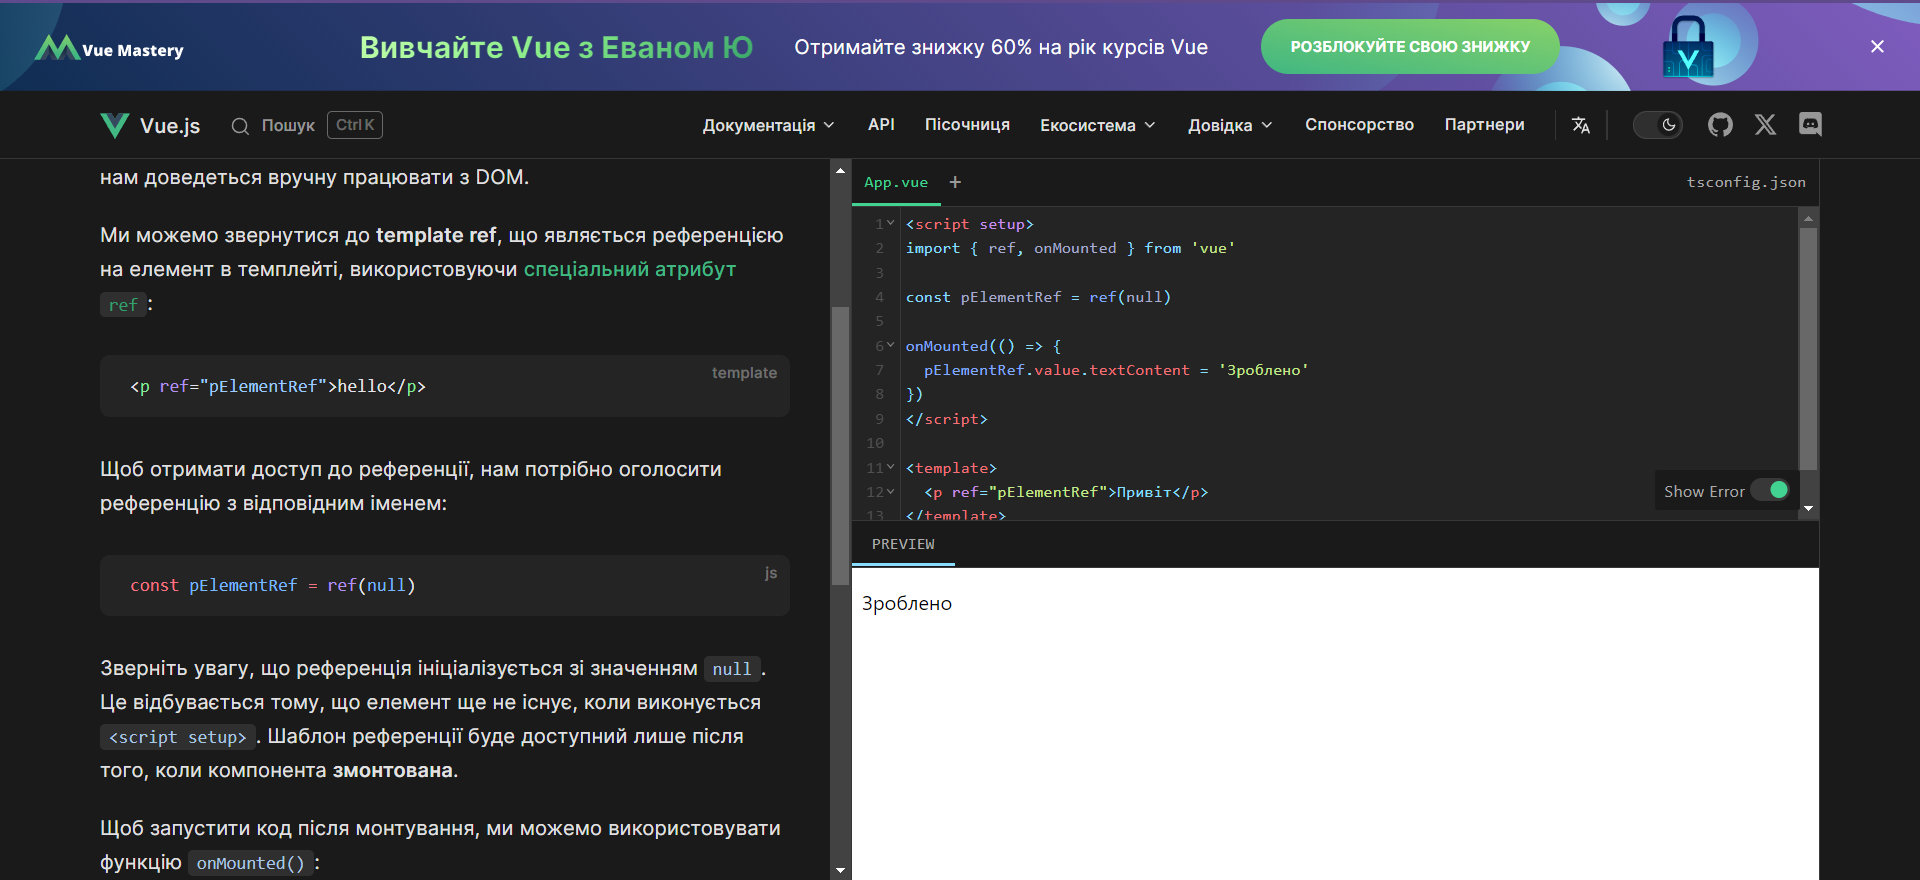 Vue Mastery
Вивчайте Vue з Еваном Ю
Отримайте знижку 60% на рік курсів Vue
РОЗБЛОКУЙТЕ СВОЮ ЗНИЖКУ
Vue.js
Пошук
Ctrl K
Документація
API
Пісочниця
Екосистема
Довідка
Спонсорство
Партнери
нам доведеться вручну працювати з DOM.
Ми можемо звернутися до template ref, що являється референцією
на елемент в темплейті, використовуючи спеціальний атрибут
ref :
template
<p ref="pElementRef">hello</p>
Щоб отримати доступ до референції, нам потрібно оголосити
референцію з відповідним іменем:
js
const pElementRef = ref(null)
Зверніть увагу, що референція ініціалізується зі значенням null .
Це відбувається тому, що елемент ще не існує, коли виконується
<script setup> . Шаблон референції буде доступний лише після
того, коли компонента змонтована.
Щоб запустити код після монтування, ми можемо використовувати
функцію onMounted() :
App.vue +
tsconfig.json
1 <script setup>
2 import { ref, onMounted } from 'vue'
3
4 const pElementRef = ref(null)
5
6 onMounted(() => {
7 pElementRef.value.textContent = 'Зроблено'
8 })
9 </script>
10
11 <template>
12 <p ref="pElementRef">Привіт</p>
13 </template>
Show Error
PREVIEW
Зроблено